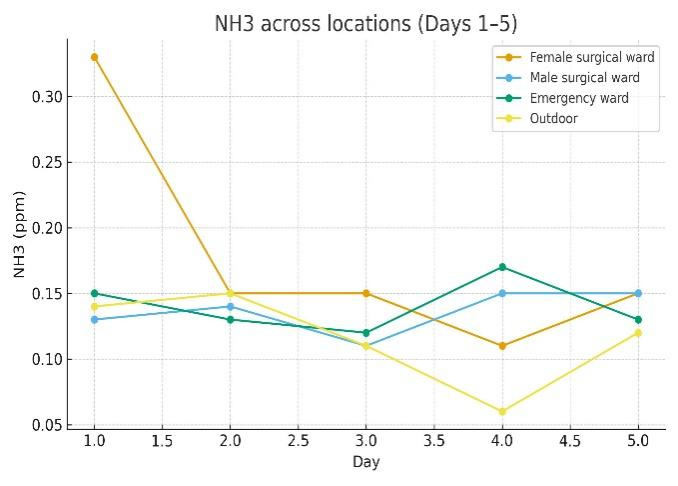 NH3 across locations (Days 1–5)
Female surgical ward
Male surgical ward
Emergency ward
Outdoor
NH3 (ppm)
0.30
0.25
0.20
0.15
0.10
0.05
1.0 1.5 2.0 2.5 3.0 3.5 4.0 4.5 5.0
Day